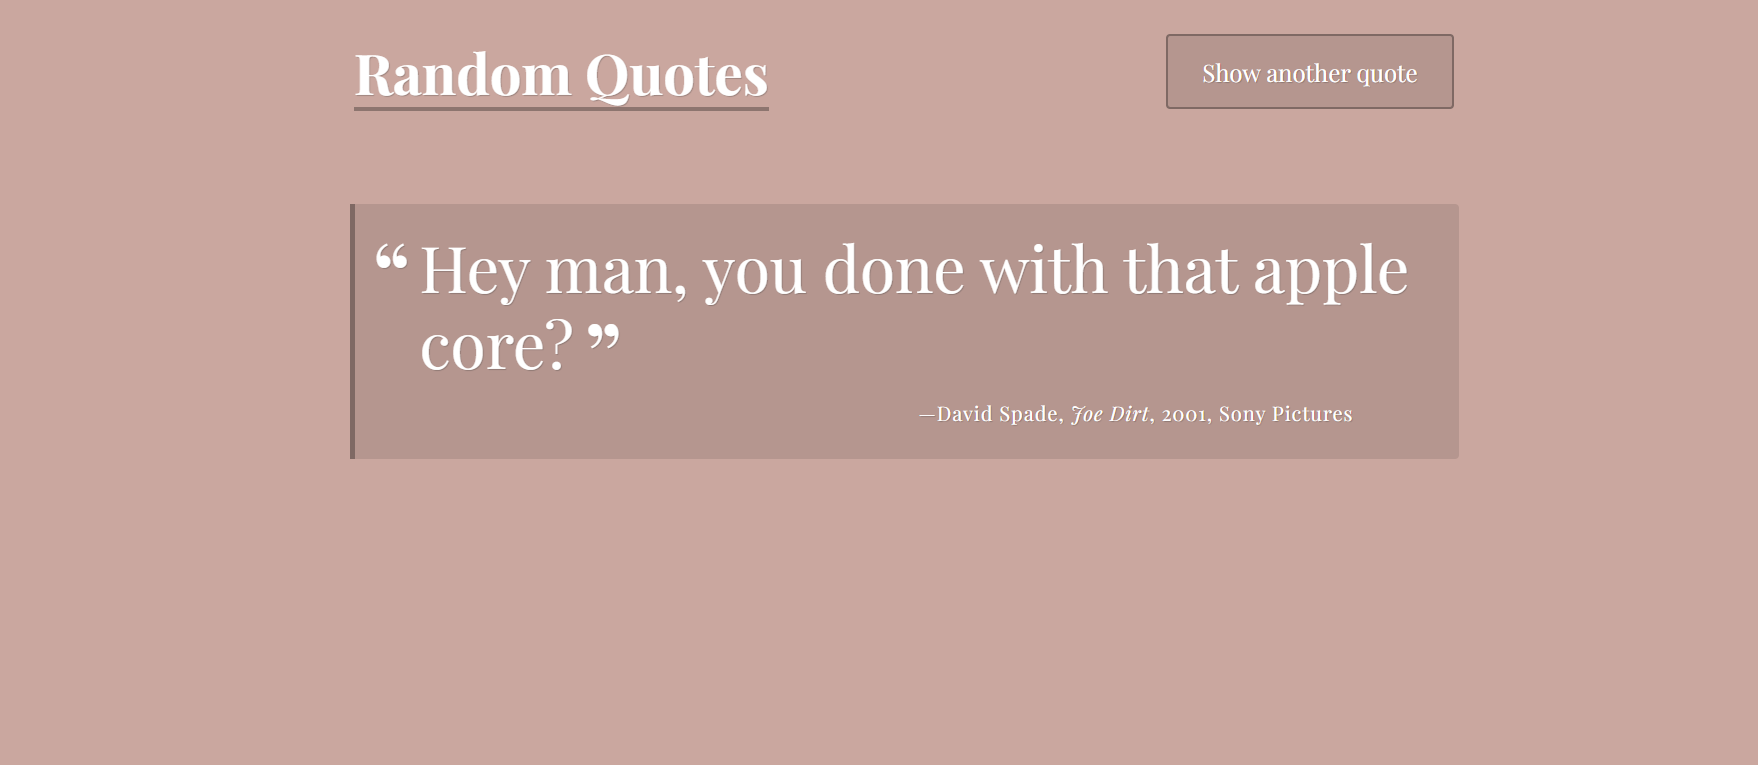 Random Quotes
Show another quote
“ Hey man, you done with that apple
core? ”
—David Spade, Joe Dirt, 2001, Sony Pictures